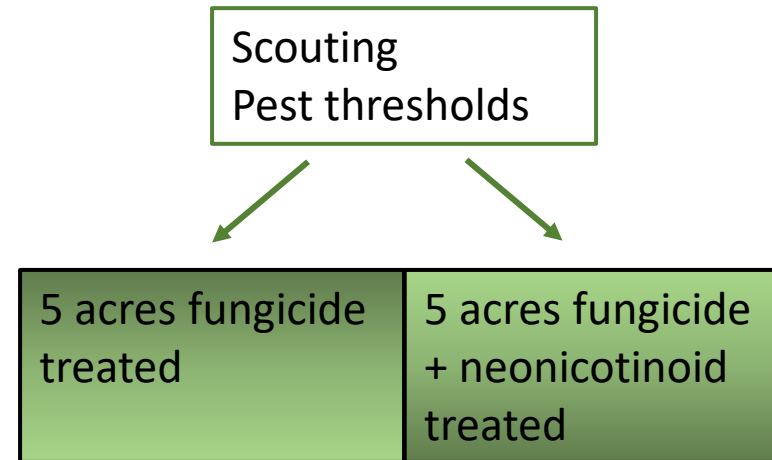 Scouting
Pest thresholds
5 acres fungicide
treated
5 acres fungicide
+ neonicotinoid
treated